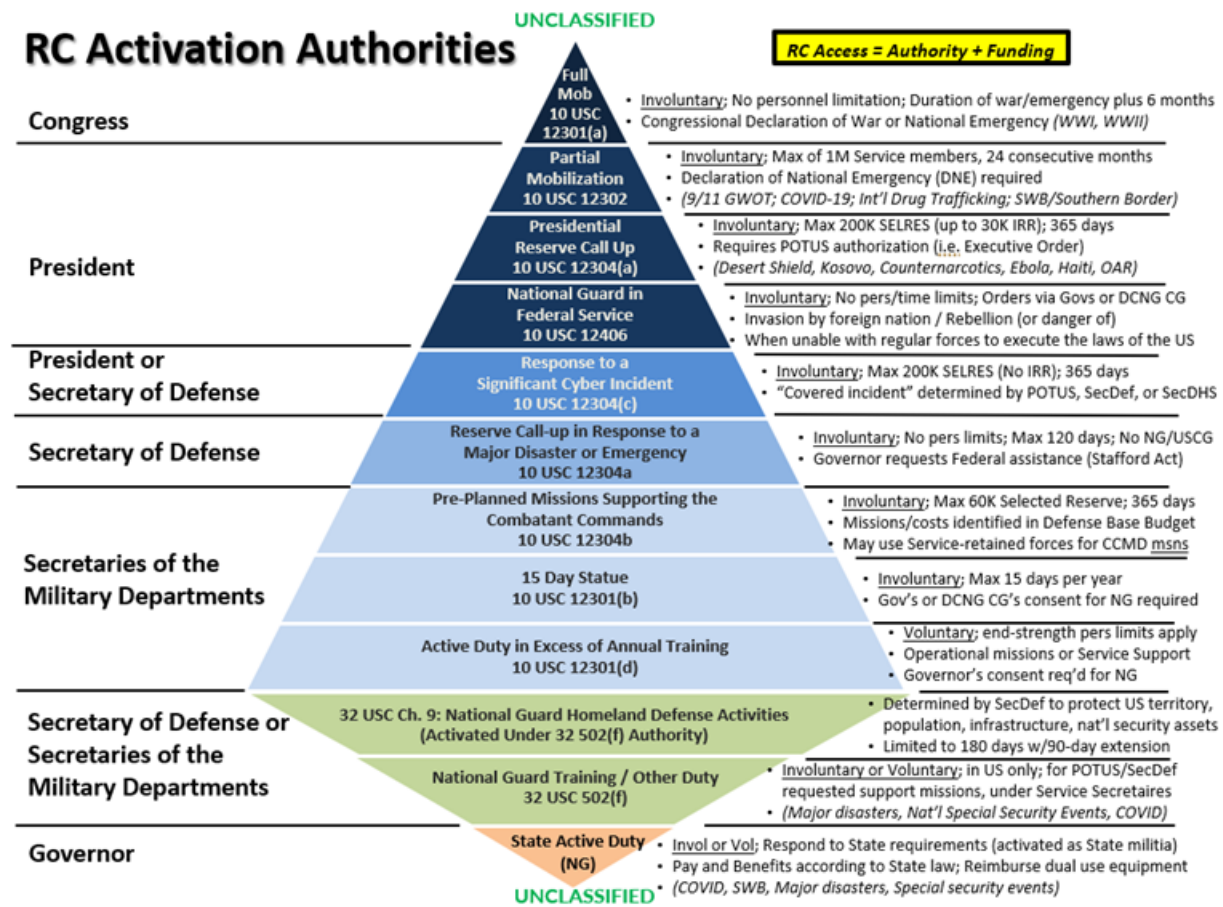 UNCLASSIFIED
RC Activation Authorities
RC Access = Authority + Funding
Congress
Full
Mob
10 USC
12301(a)
• Involuntary; No personnel limitation; Duration of war/emergency plus 6 months
• Congressional Declaration of War or National Emergency (WWI, WWII)
President
Partial
Mobilization
10 USC 12302
• Involuntary; Max of 1M Service members, 24 consecutive months
• Declaration of National Emergency (DNE) required
• (9/11 GWOT; COVID-19; Int'l Drug Trafficking; SWB/Southern Border)
Presidential
Reserve Call Up
10 USC 12304(a)
• Involuntary; Max 200K SELRES (up to 30K IRR); 365 days
• Requires POTUS authorization (i.e. Executive Order)
• (Desert Shield, Kosovo, Counternarcotics, Ebola, Haiti, OAR)
National Guard in
Federal Service
10 USC 12406
• Involuntary; No pers/time limits; Orders via Govs or DCNG CG
• Invasion by foreign nation / Rebellion (or danger of)
• When unable with regular forces to execute the laws of the US
President or
Secretary of Defense
Response to a
Significant Cyber Incident
10 USC 12304(c)
• Involuntary; Max 200K SELRES (No IRR); 365 days
• “Covered incident” determined by POTUS, SecDef, or SecDHS
Secretary of Defense
Reserve Call-up in Response to a
Major Disaster or Emergency
10 USC 12304a
• Involuntary; No pers limits; Max 120 days; No NG/USCG
• Governor requests Federal assistance (Stafford Act)
Secretaries of the
Military Departments
Pre-Planned Missions Supporting the
Combatant Commands
10 USC 12304b
• Involuntary; Max 60K Selected Reserve; 365 days
• Missions/costs identified in Defense Base Budget
• May use Service-retained forces for CCMD msns
15 Day Statue
10 USC 12301(b)
• Involuntary; Max 15 days per year
• Gov's or DCNG CG's consent for NG required
Active Duty in Excess of Annual Training
10 USC 12301(d)
• Voluntary; end-strength pers limits apply
• Operational missions or Service Support
• Governor's consent req'd for NG
Secretary of Defense or
Secretaries of the
Military Departments
32 USC Ch. 9: National Guard Homeland Defense Activities
(Activated Under 32 502(f) Authority)
• Determined by SecDef to protect US territory,
population, infrastructure, nat'l security assets
• Limited to 180 days w/90-day extension
National Guard Training / Other Duty
32 USC 502(f)
• Involuntary or Voluntary; in US only; for POTUS/SecDef
requested support missions, under Service Secretaires
• (Major disasters, Nat'l Special Security Events, COVID)
Governor
State Active Duty
(NG)
• Invol or Vol; Respond to State requirements (activated as State militia)
• Pay and Benefits according to State law; Reimburse dual use equipment
• (COVID, SWB, Major disasters, Special security events)
UNCLASSIFIED